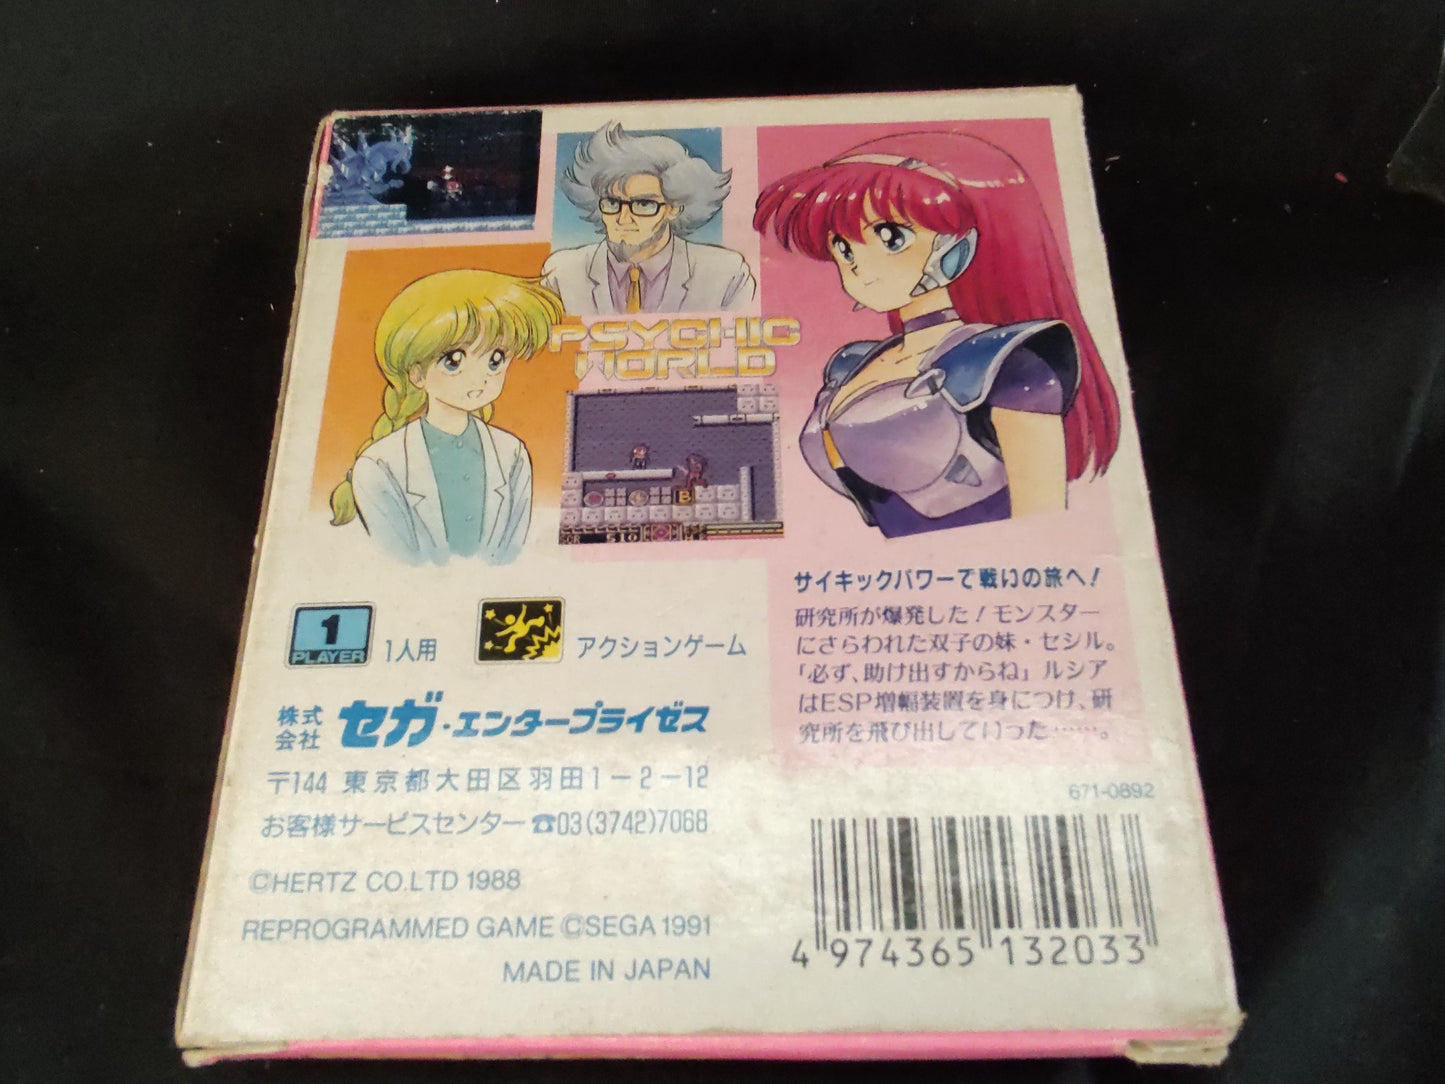 PSYCHIC
WORLD
B
サイキックパワーで戦いの旅へ!
研究所が爆発した!モンスター
にさらわれた双子の妹・セシル。
「必ず、助け出すからね」ルシア
はESP増幅装置を身につけ、研
究所を飛び出していった……。
1
PLAYER
1人用
アクションゲーム
株式
会社
セガ・エンタープライゼス
〒144 東京都大田区羽田1-2-12
お客様サービスセンター☎03(3742)7068
©HERTZ CO.LTD 1988
REPROGRAMMED GAME ©SEGA 1991
MADE IN JAPAN
671-0892
4 974365 132033